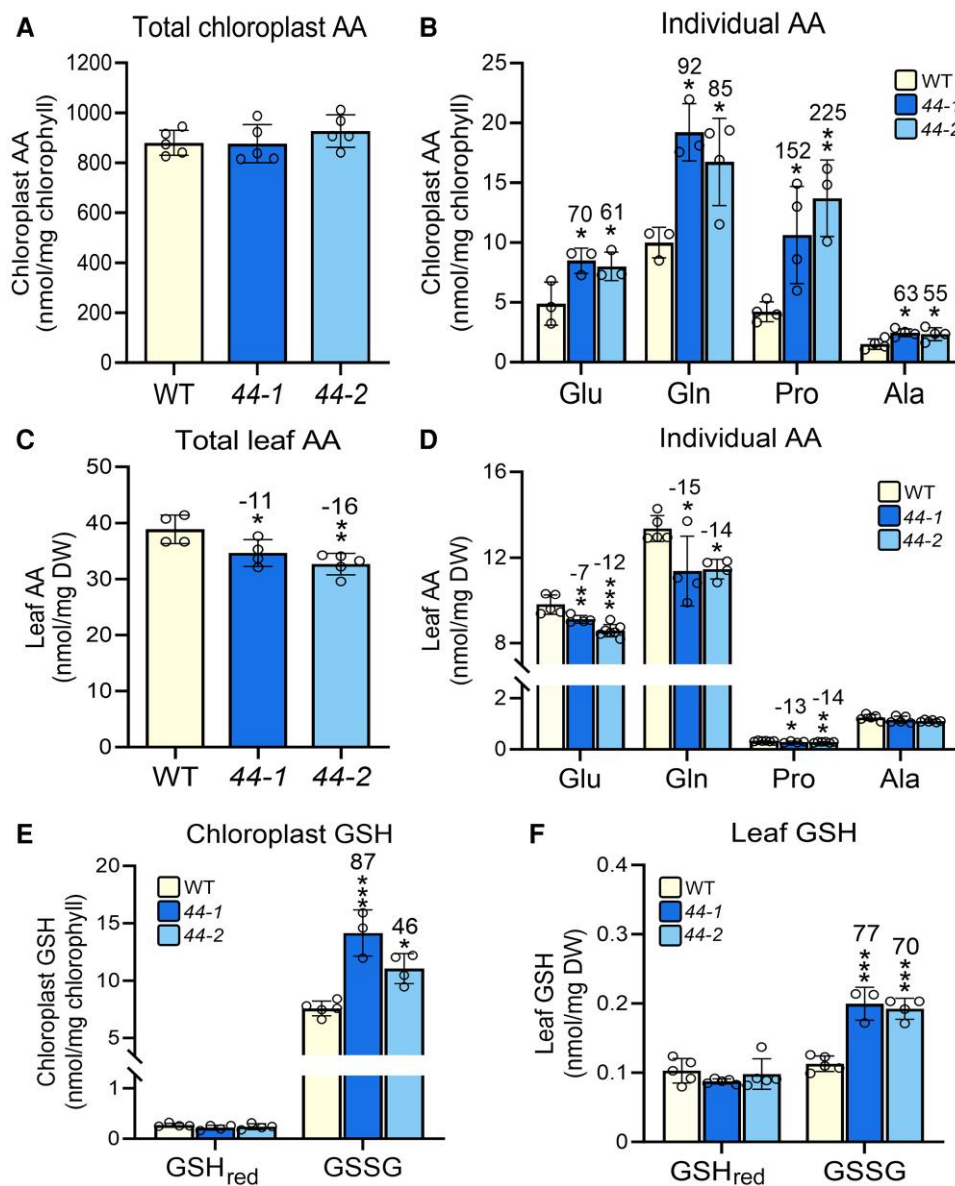 A Total chloroplast AA
Chloroplast AA
(nmol/mg chlorophyll)
1200
1000
800
600
400
200
0
WT 44-1 44-2
B Individual AA
Chloroplast AA
(nmol/mg chlorophyll)
25
20
15
10
5
0
WT
44-1
44-2
70 * 61 *
92 * 85 *
152 * 225 **
63 * 55 *
Glu Gln Pro Ala
C Total leaf AA
Leaf AA
(nmol/mg DW)
50
40
30
20
10
0
-11 * -16 **
WT 44-1 44-2
D Individual AA
Leaf AA
(nmol/mg DW)
16
12
8
2
0
WT
44-1
44-2
-7 ** -12 ***
-15 * -14 *
-13 * -14 **
Glu Gln Pro Ala
E Chloroplast GSH
Chloroplast GSH
(nmol/mg chlorophyll)
20
15
10
5
1
0
WT
44-1
44-2
87 *** 46 *
GSHred GSSG
F Leaf GSH
Leaf GSH
(nmol/mg DW)
0.4
0.3
0.2
0.1
0
WT
44-1
44-2
77 *** 70 ***
GSHred GSSG